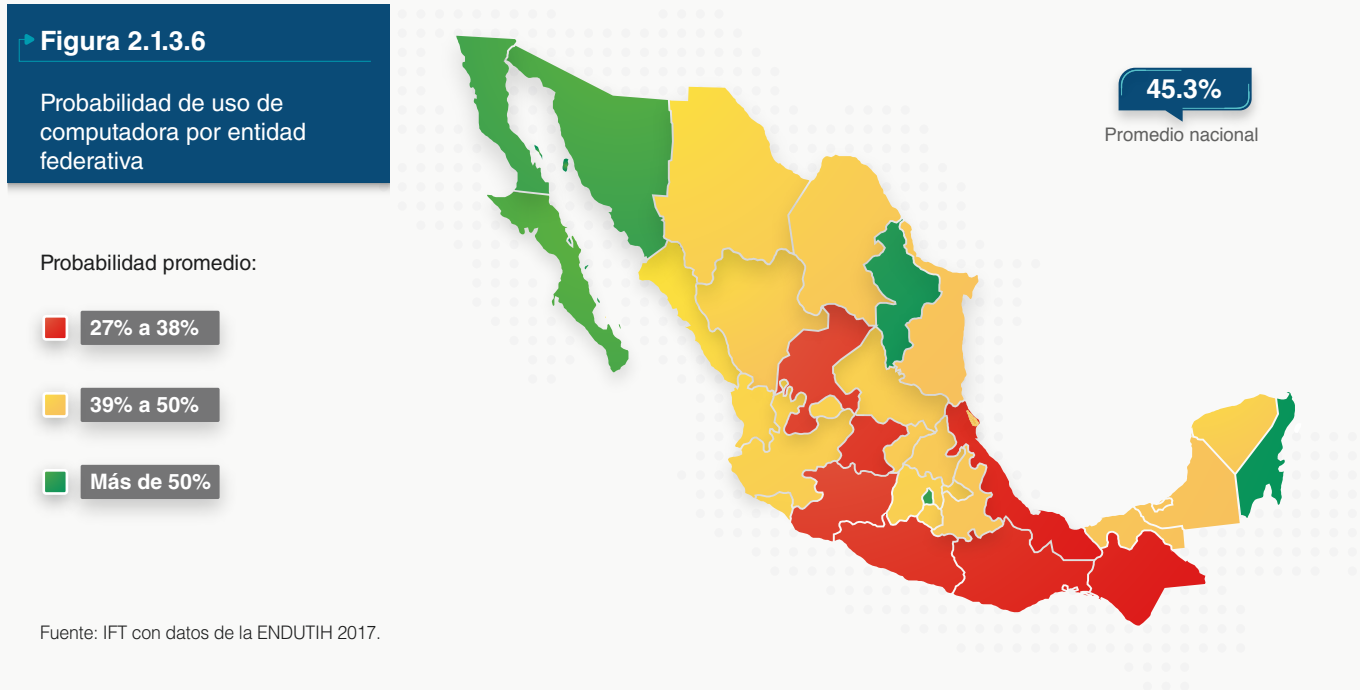 Figura 2.1.3.6
Probabilidad de uso de
computadora por entidad
federativa
45.3%
Promedio nacional
Probabilidad promedio:
27% a 38%
39% a 50%
Más de 50%
Fuente: IFT con datos de la ENDUTIH 2017.